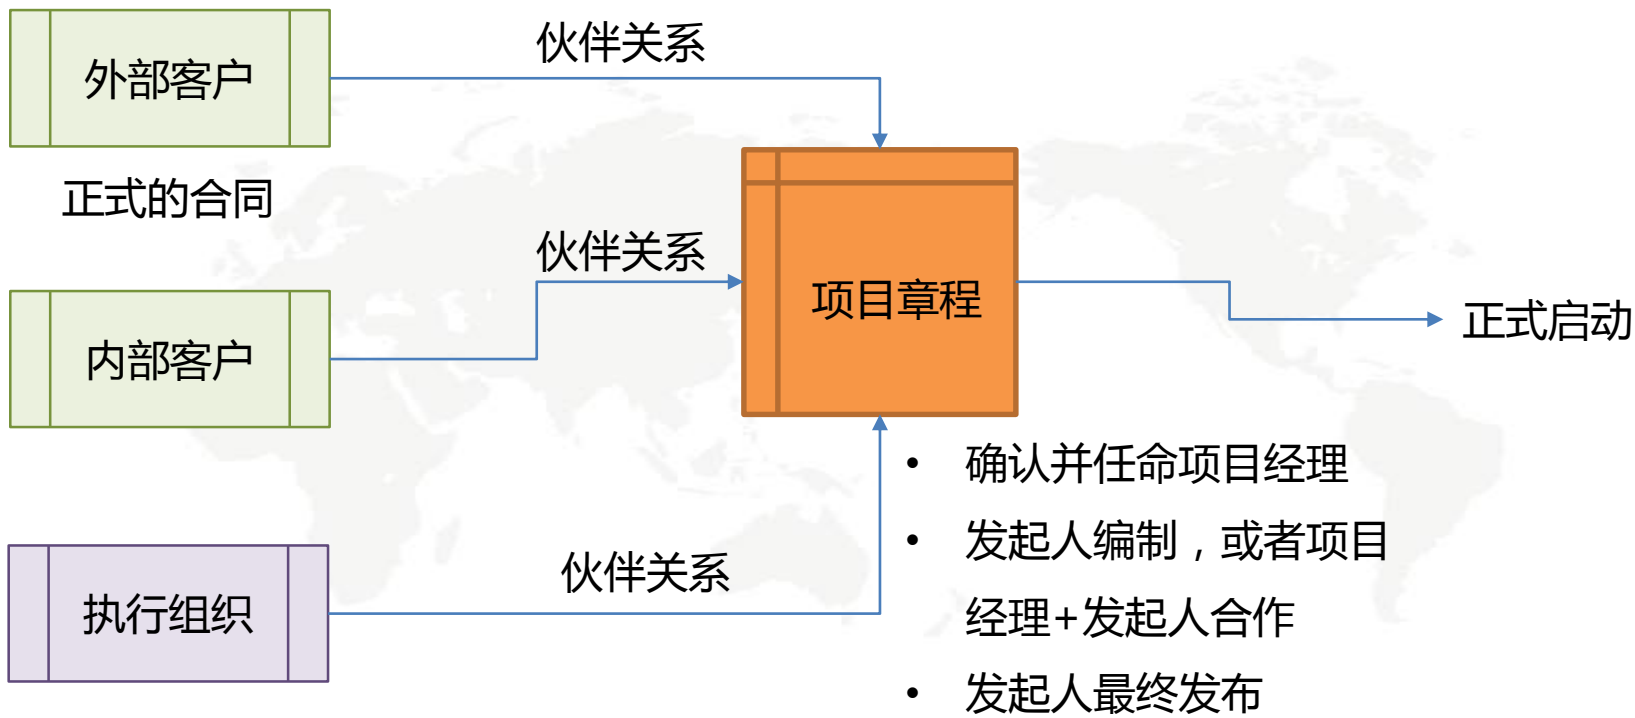 伙伴关系
外部客户
正式的合同
伙伴关系
项目章程
正式启动
内部客户
• 确认并任命项目经理
• 发起人编制，或者项目
经理+发起人合作
伙伴关系
执行组织
• 发起人最终发布